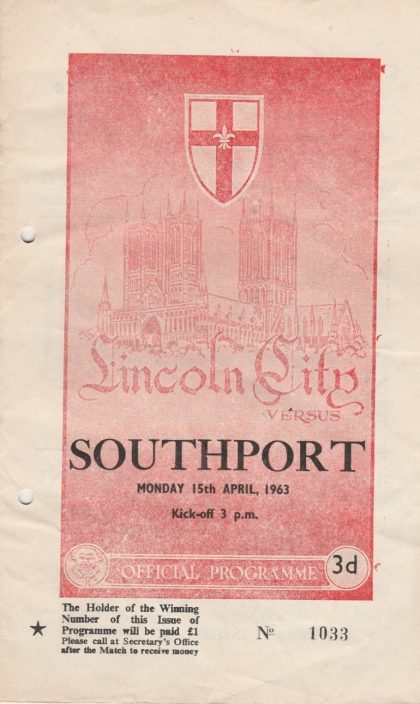 Lincoln City
VERSUS
SOUTHPORT
MONDAY 15th APRIL, 1963
Kick-off 3 p.m.
OFFICIAL PROGRAMME 3d
The Holder of the Winning
Number of this Issue of
★ Programme will be paid £1
Please call at Secretary's Office
after the Match to receive money
No 1033